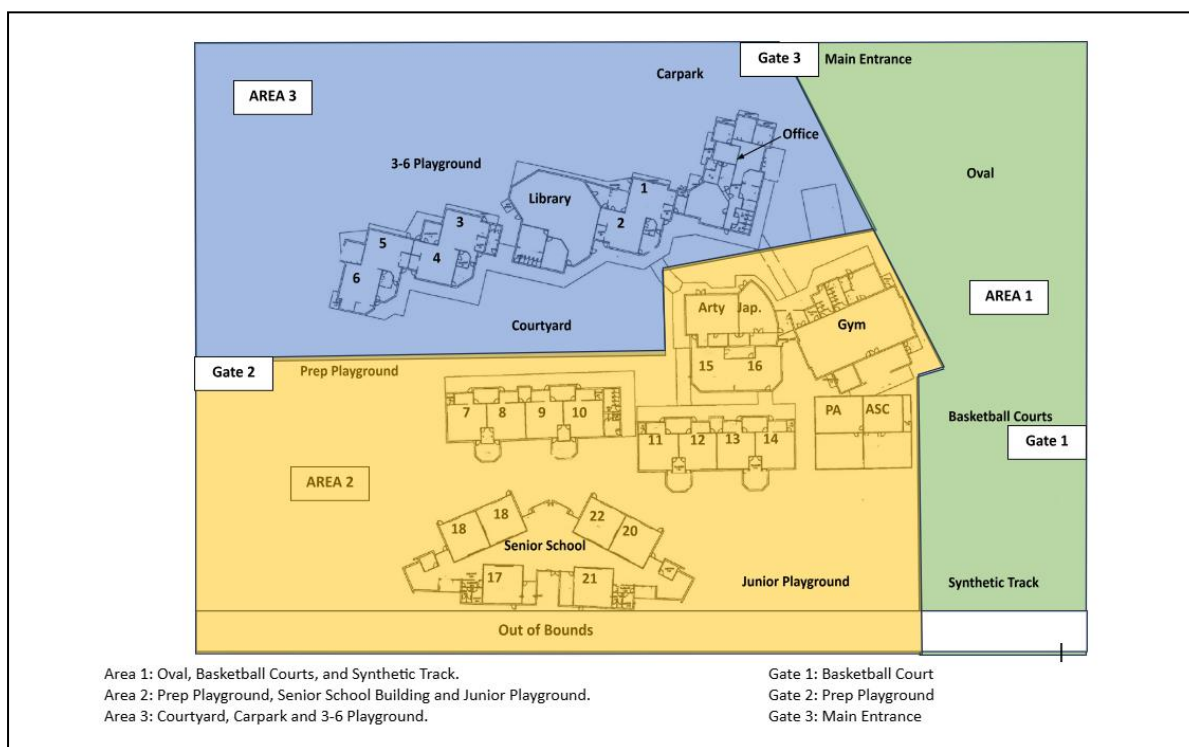 Gate 3
Main Entrance
Carpark
AREA 3
Office
3-6 Playground
Oval
1
Library
2
3
5
4
6
AREA 1
Arty Jap.
Courtyard
Gym
Gate 2
Prep Playground
15 16
7 8 9 10
PA ASC
Basketball Courts
11 12 13 14
Gate 1
AREA 2
18 18 22 20
Senior School
17 21
Junior Playground
Synthetic Track
Out of Bounds
Area 1: Oval, Basketball Courts, and Synthetic Track.
Area 2: Prep Playground, Senior School Building and Junior Playground.
Area 3: Courtyard, Carpark and 3-6 Playground.
Gate 1: Basketball Court
Gate 2: Prep Playground
Gate 3: Main Entrance